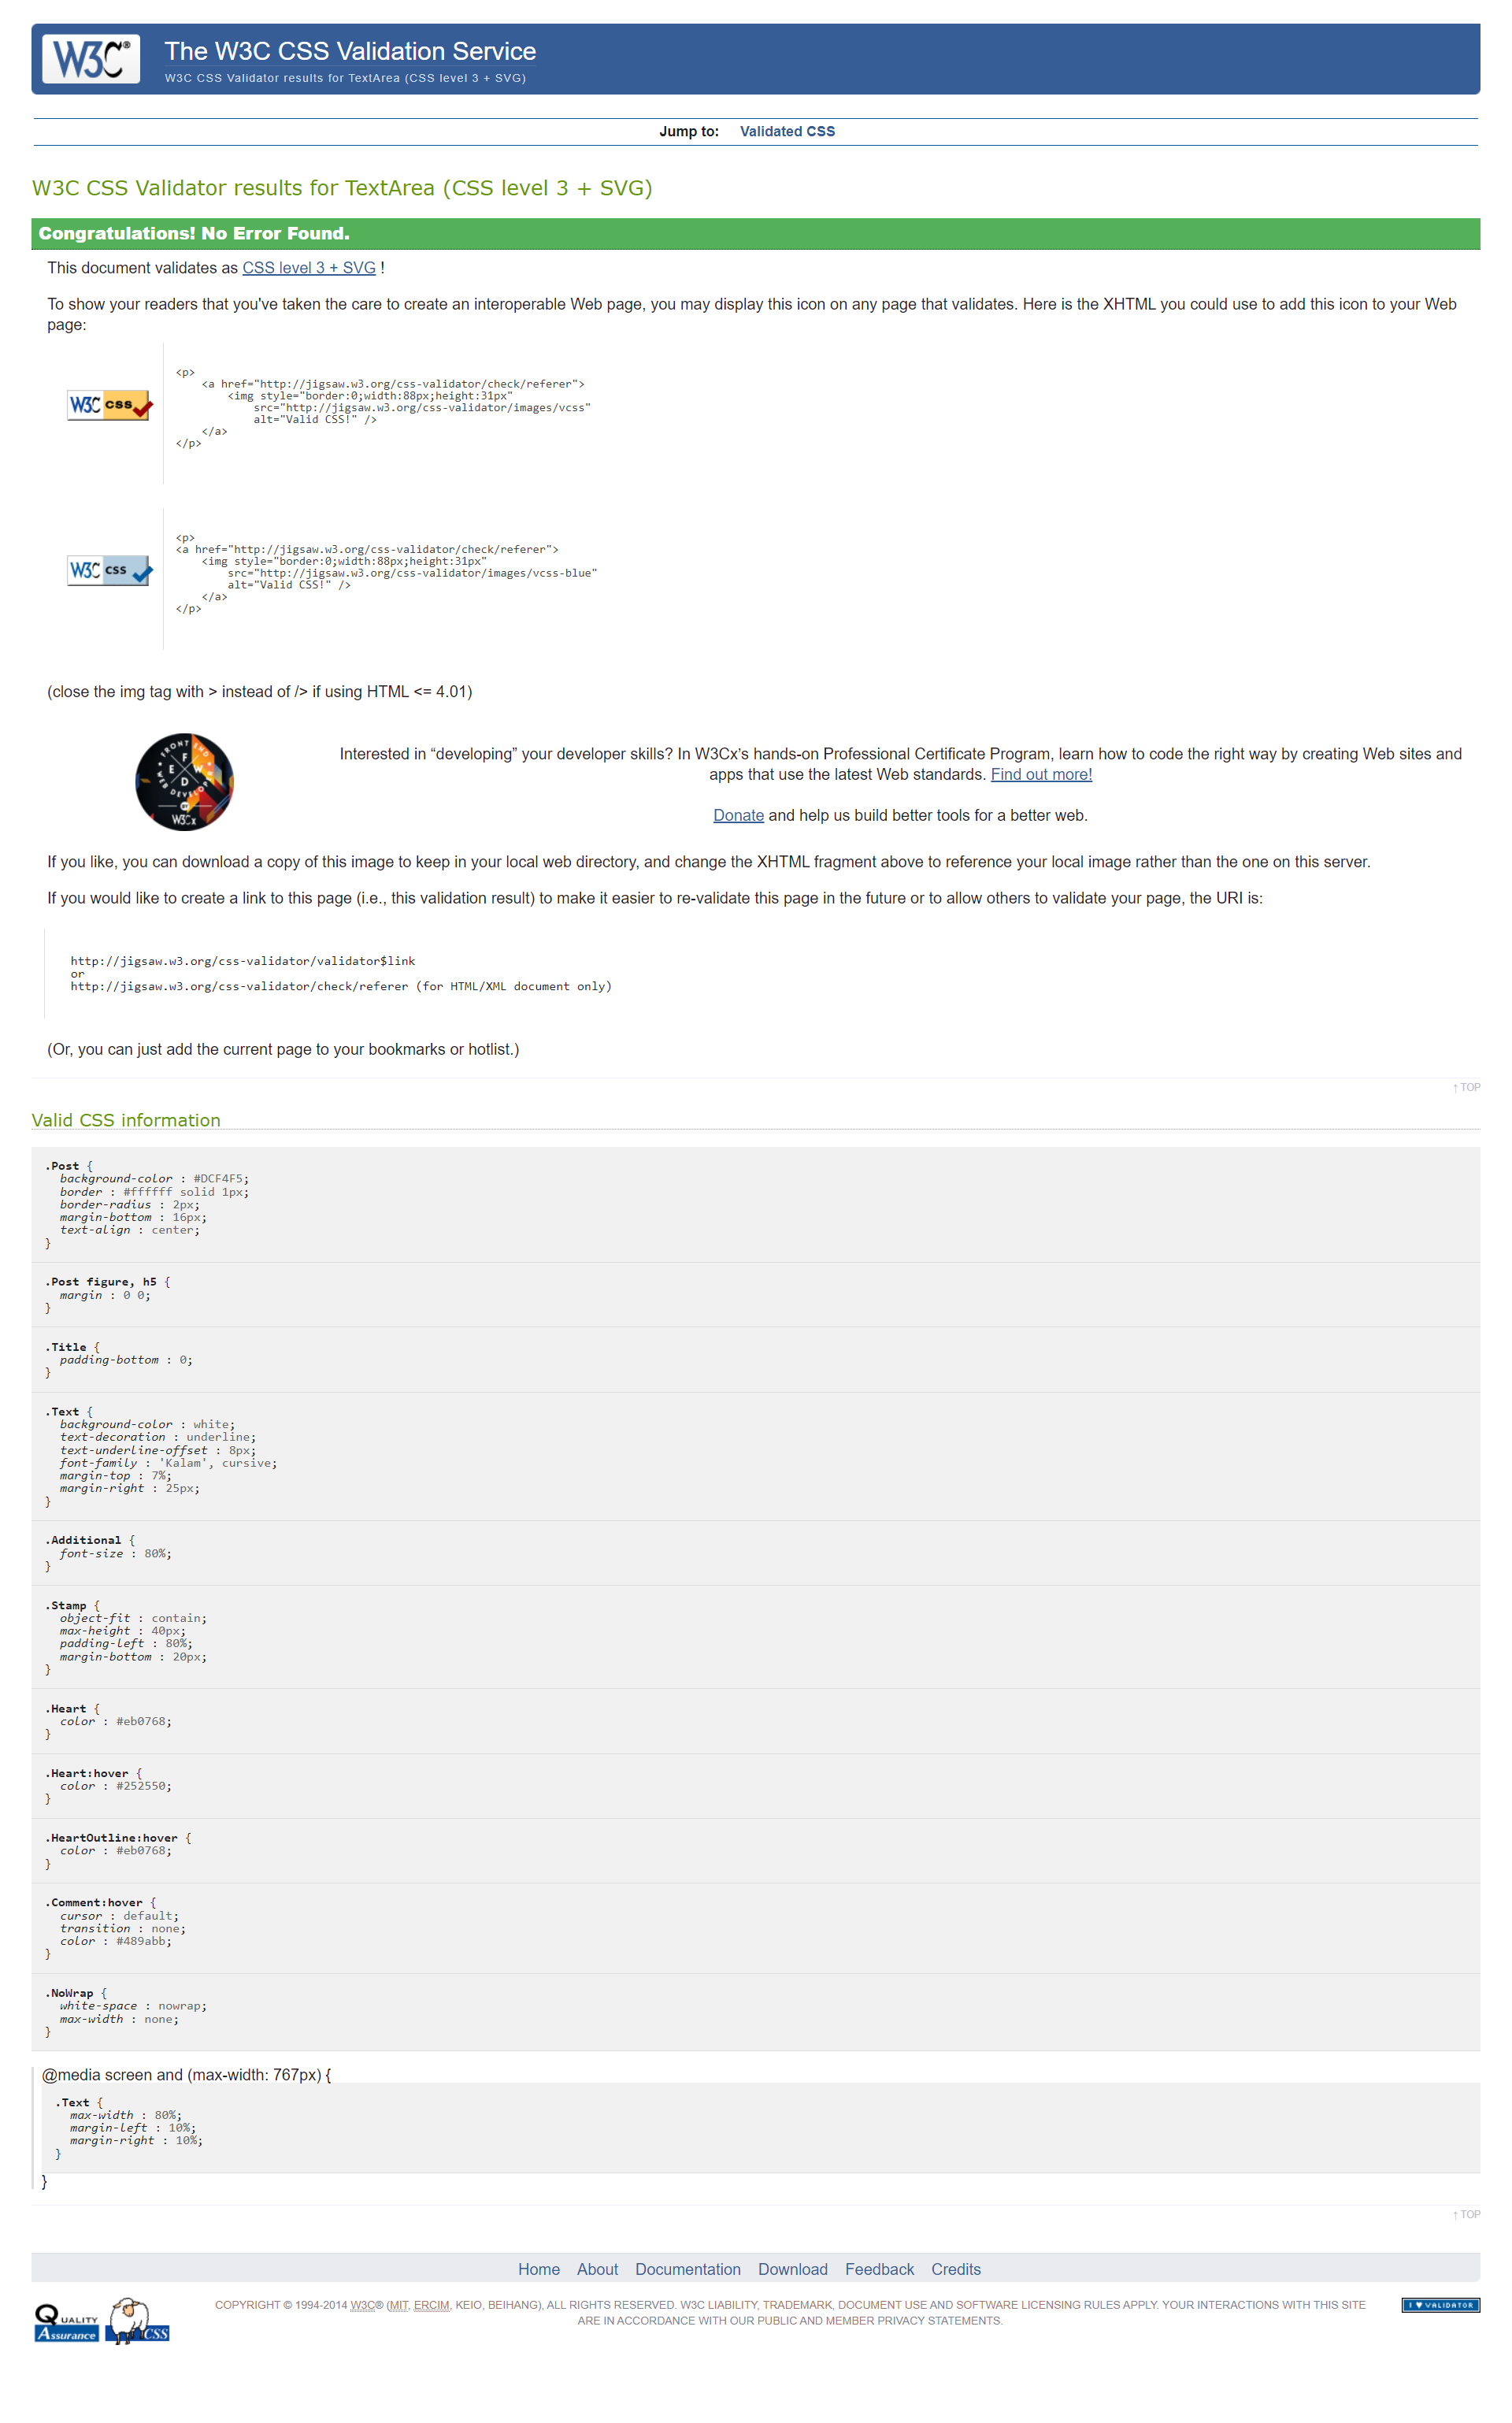 W3C®
The W3C CSS Validation Service
W3C CSS Validator results for TextArea (CSS level 3 + SVG)
Jump to: Validated CSS
W3C CSS Validator results for TextArea (CSS level 3 + SVG)
Congratulations! No Error Found.
This document validates as CSS level 3 + SVG !
To show your readers that you've taken the care to create an interoperable Web page, you may display this icon on any page that validates. Here is the XHTML you could use to add this icon to your Web
page:
W3C css
<p>
<a href="http://jigsaw.w3.org/css-validator/check/referer">
<img style="border:0;width:88px;height:31px"
src="http://jigsaw.w3.org/css-validator/images/vcss"
alt="Valid CSS!" />
</a>
</p>
W3C css
<p>
<a href="http://jigsaw.w3.org/css-validator/check/referer">
<img style="border:0;width:88px;height:31px"
src="http://jigsaw.w3.org/css-validator/images/vcss-blue"
alt="Valid CSS!" />
</a>
</p>
(close the img tag with > instead of /> if using HTML <= 4.01)
FRONT END
F
E W
D
WEB DEVELOPER
BY
W3Cx
Interested in “developing” your developer skills? In W3Cx’s hands-on Professional Certificate Program, learn how to code the right way by creating Web sites and
apps that use the latest Web standards. Find out more!
Donate and help us build better tools for a better web.
If you like, you can download a copy of this image to keep in your local web directory, and change the XHTML fragment above to reference your local image rather than the one on this server.
If you would like to create a link to this page (i.e., this validation result) to make it easier to re-validate this page in the future or to allow others to validate your page, the URI is:
http://jigsaw.w3.org/css-validator/validator$link
or
http://jigsaw.w3.org/css-validator/check/referer (for HTML/XML document only)
(Or, you can just add the current page to your bookmarks or hotlist.)
↑ TOP
Valid CSS information
.Post {
background-color : #DCF4F5;
border : #ffffff solid 1px;
border-radius : 2px;
margin-bottom : 16px;
text-align : center;
}
.Post figure, h5 {
margin : 0 0;
}
.Title {
padding-bottom : 0;
}
.Text {
background-color : white;
text-decoration : underline;
text-underline-offset : 8px;
font-family : 'Kalam', cursive;
margin-top : 7%;
margin-right : 25px;
}
.Additional {
font-size : 80%;
}
.Stamp {
object-fit : contain;
max-height : 40px;
padding-left : 80%;
margin-bottom : 20px;
}
.Heart {
color : #eb0768;
}
.Heart:hover {
color : #252550;
}
.HeartOutline:hover {
color : #eb0768;
}
.Comment:hover {
cursor : default;
transition : none;
color : #489abb;
}
.NoWrap {
white-space : nowrap;
max-width : none;
}
@media screen and (max-width: 767px) {
.Text {
max-width : 80%;
margin-left : 10%;
margin-right : 10%;
}
}
↑ TOP
Home About Documentation Download Feedback Credits
QUALITY
Assurance
CSS
COPYRIGHT © 1994-2014 W3C® (MIT, ERCIM, KEIO, BEIHANG), ALL RIGHTS RESERVED. W3C LIABILITY, TRADEMARK, DOCUMENT USE AND SOFTWARE LICENSING RULES APPLY. YOUR INTERACTIONS WITH THIS SITE
ARE IN ACCORDANCE WITH OUR PUBLIC AND MEMBER PRIVACY STATEMENTS.
I ♥ VALIDATOR